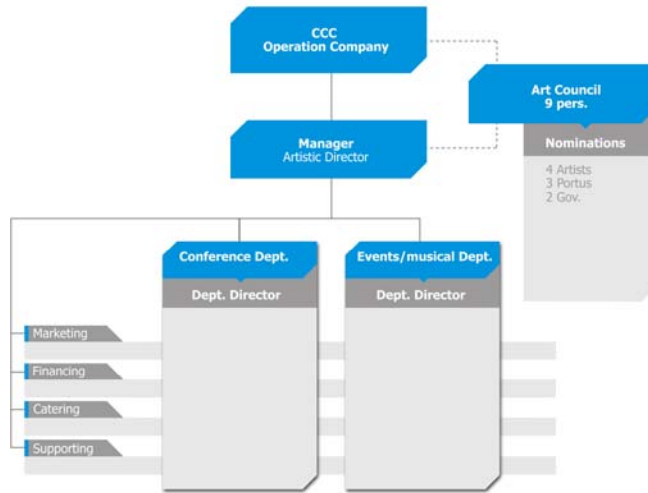 CCC
Operation Company
Art Council
9 pers.
Nominations
4 Artists
3 Portus
2 Gov.
Manager
Artistic Director
Conference Dept.
Dept. Director
Events/musical Dept.
Dept. Director
Marketing
Financing
Catering
Supporting